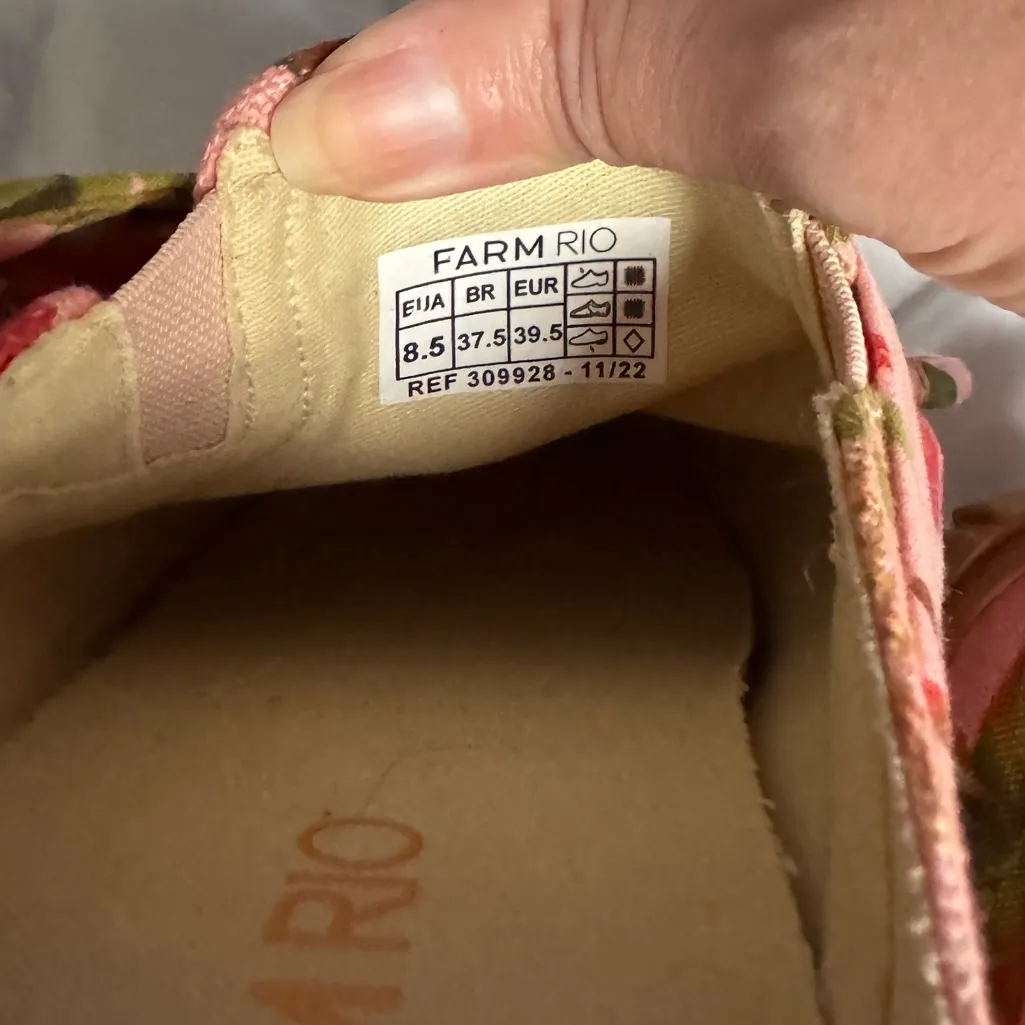 FARM RIO
EUA BR EUR
8.5 37.5 39.5
REF 309928 - 11/22
RIO